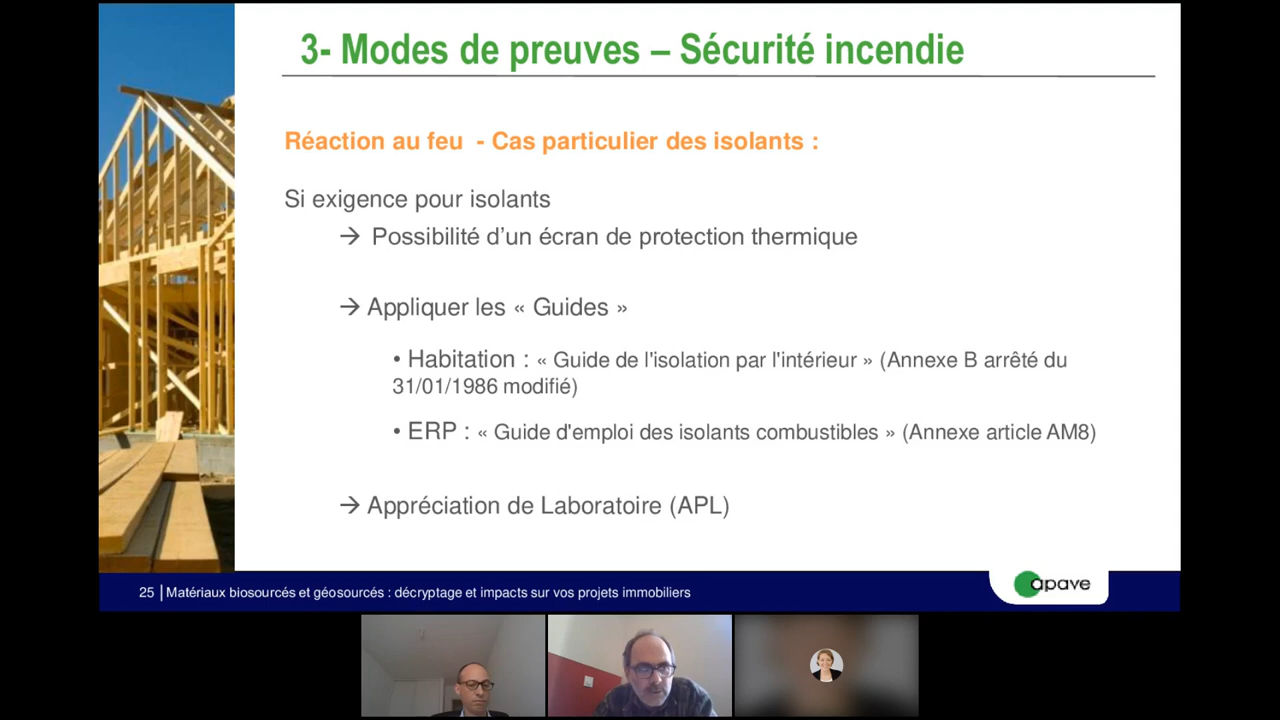 3- Modes de preuves – Sécurité incendie
Réaction au feu - Cas particulier des isolants :
Si exigence pour isolants
→ Possibilité d’un écran de protection thermique
→ Appliquer les « Guides »
• Habitation : « Guide de l'isolation par l'intérieur » (Annexe B arrêté du
31/01/1986 modifié)
• ERP : « Guide d'emploi des isolants combustibles » (Annexe article AM8)
→ Appréciation de Laboratoire (APL)
25 | Matériaux biosourcés et géosourcés : décryptage et impacts sur vos projets immobiliers
apave